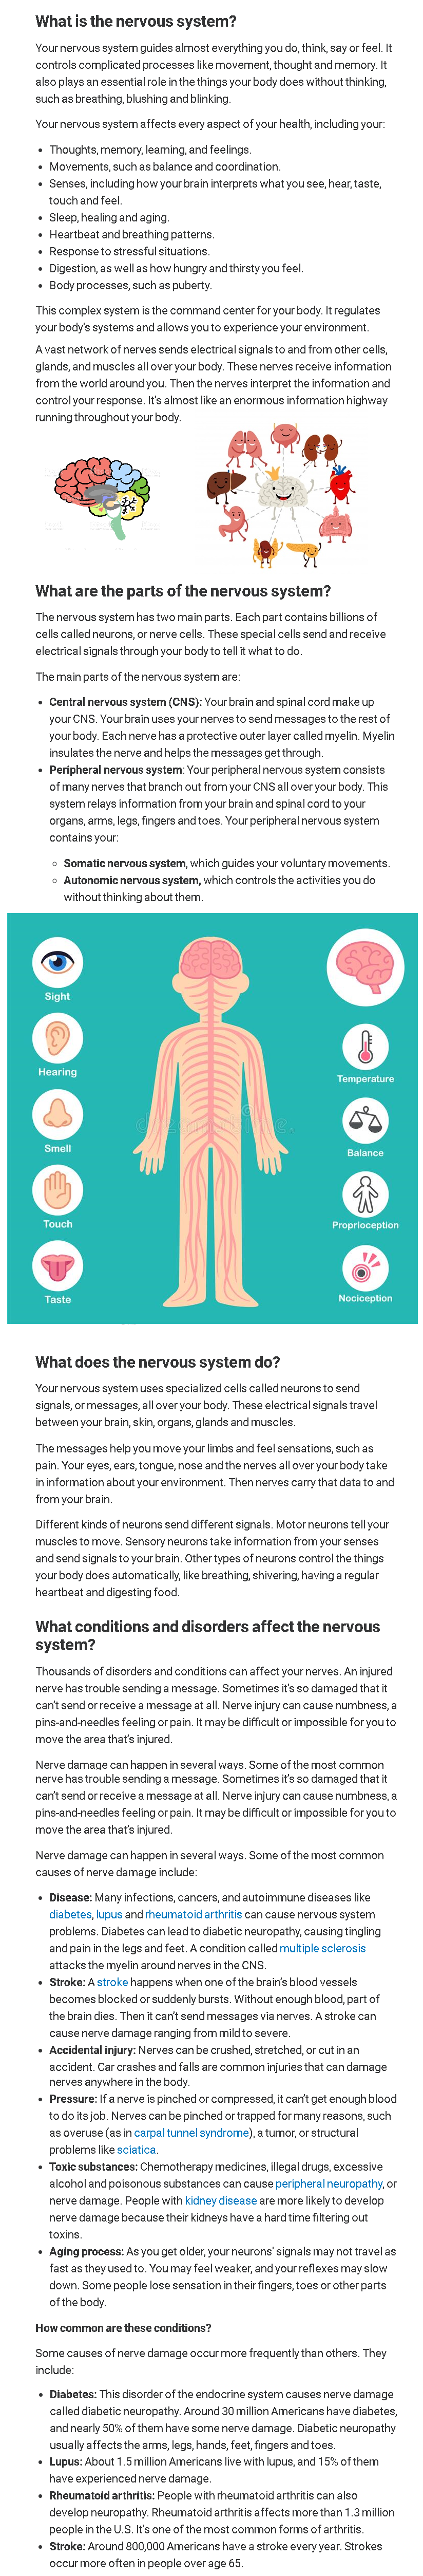 What is the nervous system?
Your nervous system guides almost everything you do, think, say or feel. It
controls complicated processes like movement, thought and memory. It
also plays an essential role in the things your body does without thinking,
such as breathing, blushing and blinking.
Your nervous system affects every aspect of your health, including your:
• Thoughts, memory, learning, and feelings.
• Movements, such as balance and coordination.
• Senses, including how your brain interprets what you see, hear, taste,
touch and feel.
• Sleep, healing and aging.
• Heartbeat and breathing patterns.
• Response to stressful situations.
• Digestion, as well as how hungry and thirsty you feel.
• Body processes, such as puberty.
This complex system is the command center for your body. It regulates
your body's systems and allows you to experience your environment.
A vast network of nerves sends electrical signals to and from other cells,
glands, and muscles all over your body. These nerves receive information
from the world around you. Then the nerves interpret the information and
control your response. It's almost like an enormous information highway
running throughout your body.
What are the parts of the nervous system?
The nervous system has two main parts. Each part contains billions of
cells called neurons, or nerve cells. These special cells send and receive
electrical signals through your body to tell it what to do.
The main parts of the nervous system are:
• Central nervous system (CNS): Your brain and spinal cord make up
your CNS. Your brain uses your nerves to send messages to the rest of
your body. Each nerve has a protective outer layer called myelin. Myelin
insulates the nerve and helps the messages get through.
• Peripheral nervous system: Your peripheral nervous system consists
of many nerves that branch out from your CNS all over your body. This
system relays information from your brain and spinal cord to your
organs, arms, legs, fingers and toes. Your peripheral nervous system
contains your:
◦ Somatic nervous system, which guides your voluntary movements.
◦ Autonomic nervous system, which controls the activities you do
without thinking about them.
Sight
Hearing
Smell
Touch
Taste
Temperature
Balance
Proprioception
Nociception
What does the nervous system do?
Your nervous system uses specialized cells called neurons to send
signals, or messages, all over your body. These electrical signals travel
between your brain, skin, organs, glands and muscles.
The messages help you move your limbs and feel sensations, such as
pain. Your eyes, ears, tongue, nose and the nerves all over your body take
in information about your environment. Then nerves carry that data to and
from your brain.
Different kinds of neurons send different signals. Motor neurons tell your
muscles to move. Sensory neurons take information from your senses
and send signals to your brain. Other types of neurons control the things
your body does automatically, like breathing, shivering, having a regular
heartbeat and digesting food.
What conditions and disorders affect the nervous
system?
Thousands of disorders and conditions can affect your nerves. An injured
nerve has trouble sending a message. Sometimes it's so damaged that it
can't send or receive a message at all. Nerve injury can cause numbness, a
pins-and-needles feeling or pain. It may be difficult or impossible for you to
move the area that's injured.
Nerve damage can happen in several ways. Some of the most common
nerve has trouble sending a message. Sometimes it's so damaged that it
can't send or receive a message at all. Nerve injury can cause numbness, a
pins-and-needles feeling or pain. It may be difficult or impossible for you to
move the area that's injured.
Nerve damage can happen in several ways. Some of the most common
causes of nerve damage include:
• Disease: Many infections, cancers, and autoimmune diseases like
diabetes, lupus and rheumatoid arthritis can cause nervous system
problems. Diabetes can lead to diabetic neuropathy, causing tingling
and pain in the legs and feet. A condition called multiple sclerosis
attacks the myelin around nerves in the CNS.
• Stroke: A stroke happens when one of the brain's blood vessels
becomes blocked or suddenly bursts. Without enough blood, part of
the brain dies. Then it can't send messages via nerves. A stroke can
cause nerve damage ranging from mild to severe.
• Accidental injury: Nerves can be crushed, stretched, or cut in an
accident. Car crashes and falls are common injuries that can damage
nerves anywhere in the body.
• Pressure: If a nerve is pinched or compressed, it can't get enough blood
to do its job. Nerves can be pinched or trapped for many reasons, such
as overuse (as in carpal tunnel syndrome), a tumor, or structural
problems like sciatica.
• Toxic substances: Chemotherapy medicines, illegal drugs, excessive
alcohol and poisonous substances can cause peripheral neuropathy, or
nerve damage. People with kidney disease are more likely to develop
nerve damage because their kidneys have a hard time filtering out
toxins.
• Aging process: As you get older, your neurons' signals may not travel as
fast as they used to. You may feel weaker, and your reflexes may slow
down. Some people lose sensation in their fingers, toes or other parts
of the body.
How common are these conditions?
Some causes of nerve damage occur more frequently than others. They
include:
• Diabetes: This disorder of the endocrine system causes nerve damage
called diabetic neuropathy. Around 30 million Americans have diabetes,
and nearly 50% of them have some nerve damage. Diabetic neuropathy
usually affects the arms, legs, hands, feet, fingers and toes.
• Lupus: About 1.5 million Americans live with lupus, and 15% of them
have experienced nerve damage.
• Rheumatoid arthritis: People with rheumatoid arthritis can also
develop neuropathy. Rheumatoid arthritis affects more than 1.3 million
people in the U.S. It's one of the most common forms of arthritis.
• Stroke: Around 800,000 Americans have a stroke every year. Strokes
occur more often in people over age 65.